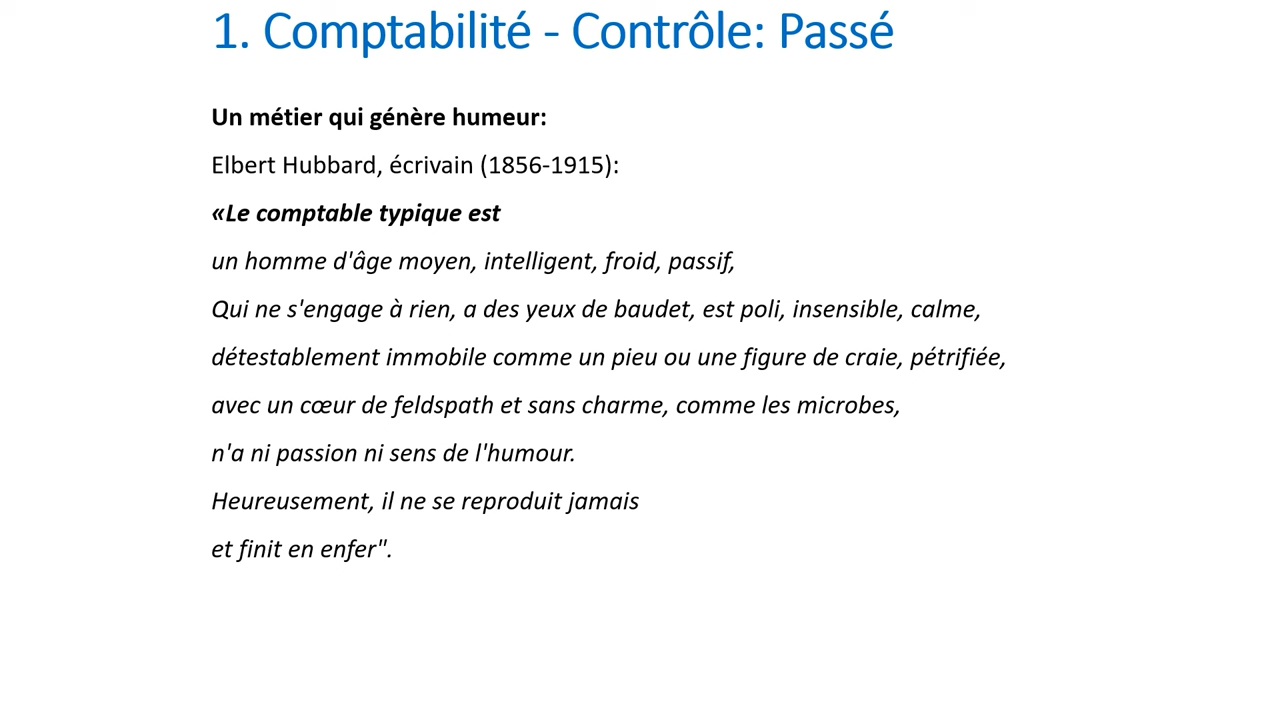 1. Comptabilité - Contrôle: Passé
Un métier qui génère humeur:
Elbert Hubbard, écrivain (1856-1915):
«Le comptable typique est
un homme d'âge moyen, intelligent, froid, passif,
Qui ne s'engage à rien, a des yeux de baudet, est poli, insensible, calme,
détestablement immobile comme un pieu ou une figure de craie, pétrifiée,
avec un cœur de feldspath et sans charme, comme les microbes,
n'a ni passion ni sens de l'humour.
Heureusement, il ne se reproduit jamais
et finit en enfer".